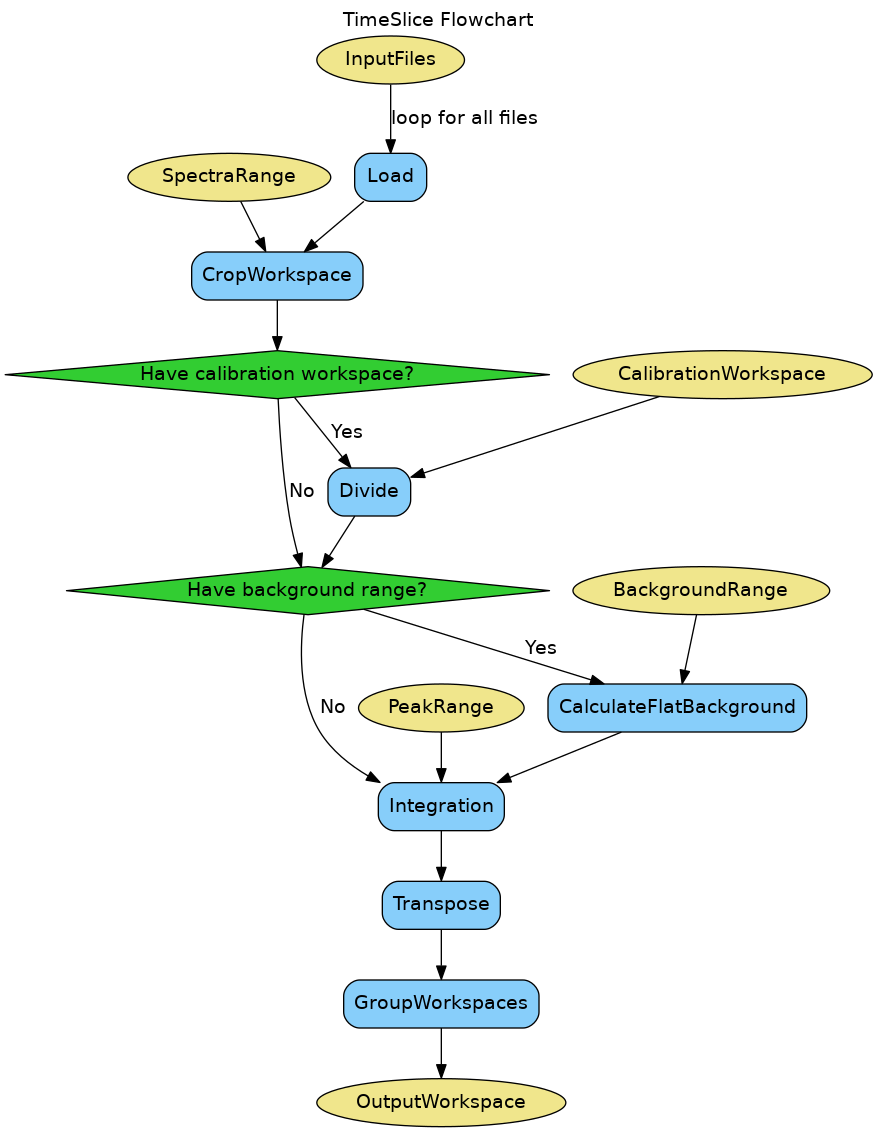 TimeSlice Flowchart
InputFiles
loop for all files
SpectraRange
Load
CropWorkspace
Have calibration workspace?
CalibrationWorkspace
Yes
No
Divide
Have background range?
BackgroundRange
Yes
No
PeakRange
CalculateFlatBackground
Integration
Transpose
GroupWorkspaces
OutputWorkspace